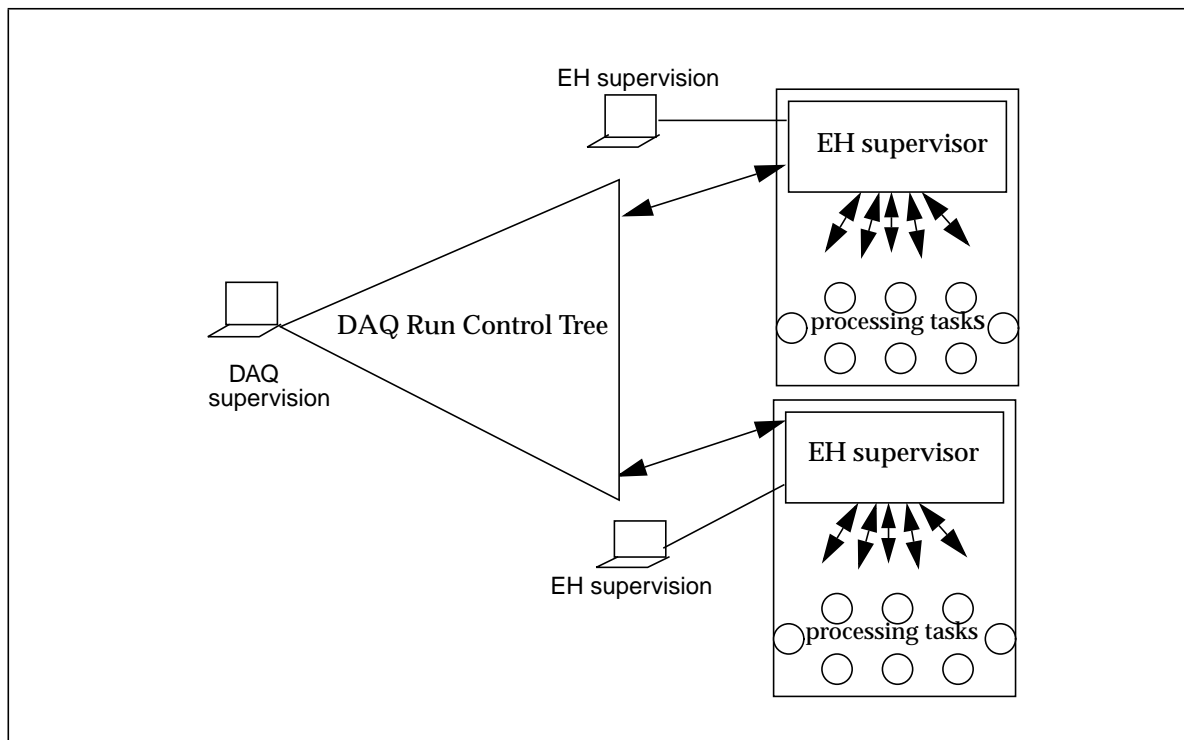 EH supervision
EH supervisor
processing tasks
DAQ Run Control Tree
DAQ
supervision
EH supervisor
EH supervision
processing tasks